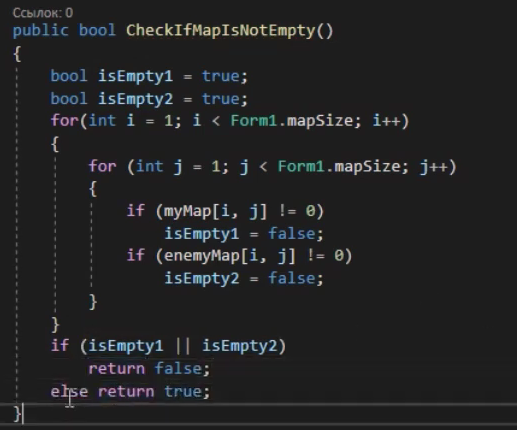 Ссылок: 0
public bool CheckIfMapIsNotEmpty()
{
bool isEmpty1 = true;
bool isEmpty2 = true;
for(int i = 1; i < Form1.mapSize; i++)
{
for (int j = 1; j < Form1.mapSize; j++)
{
if (myMap[i, j] != 0)
isEmpty1 = false;
if (enemyMap[i, j] != 0)
isEmpty2 = false;
}
}
if (isEmpty1 || isEmpty2)
return false;
else return true;
}